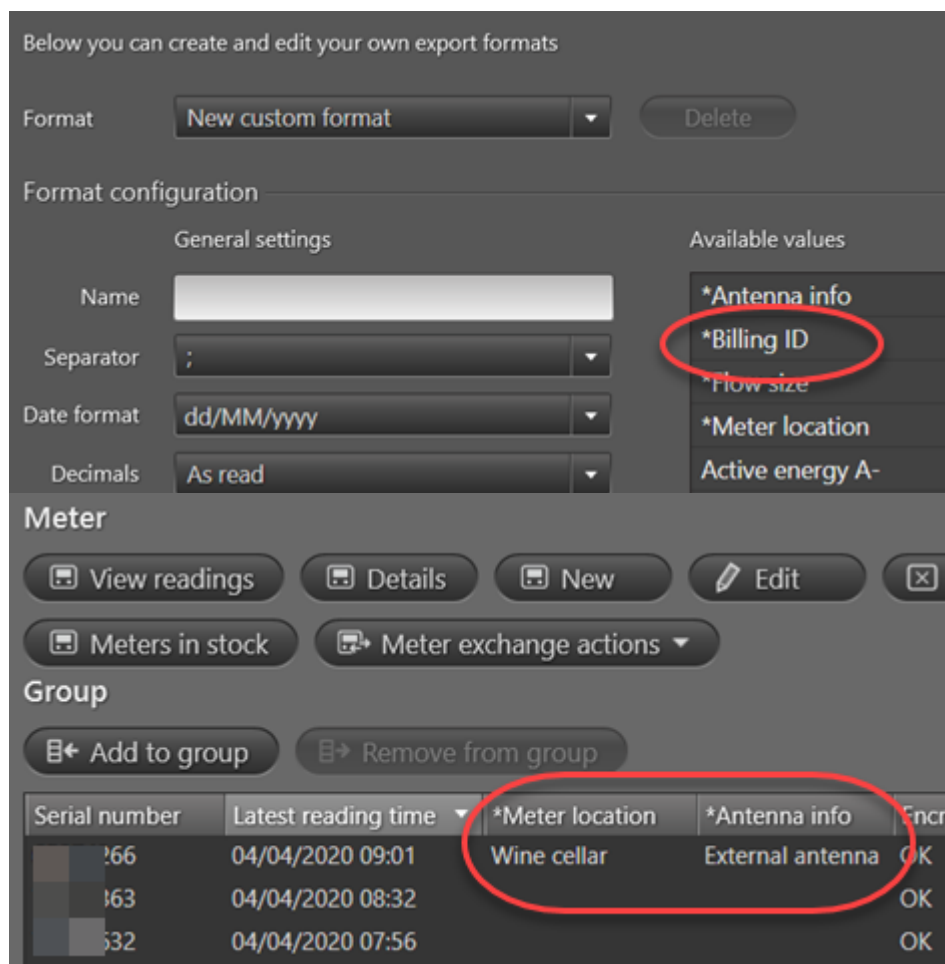 Below you can create and edit your own export formats
Format New custom format Delete
Format configuration
General settings Available values
Name *Antenna info
*Billing ID
Separator ; *Flow size
Date format dd/MM/yyyy *Meter location
Decimals As read Active energy A-
Meter
View readings Details New Edit
Meters in stock Meter exchange actions
Group
Add to group Remove from group
Serial number Latest reading time *Meter location *Antenna info Encr
266 04/04/2020 09:01 Wine cellar External antenna OK
363 04/04/2020 08:32 OK
532 04/04/2020 07:56 OK